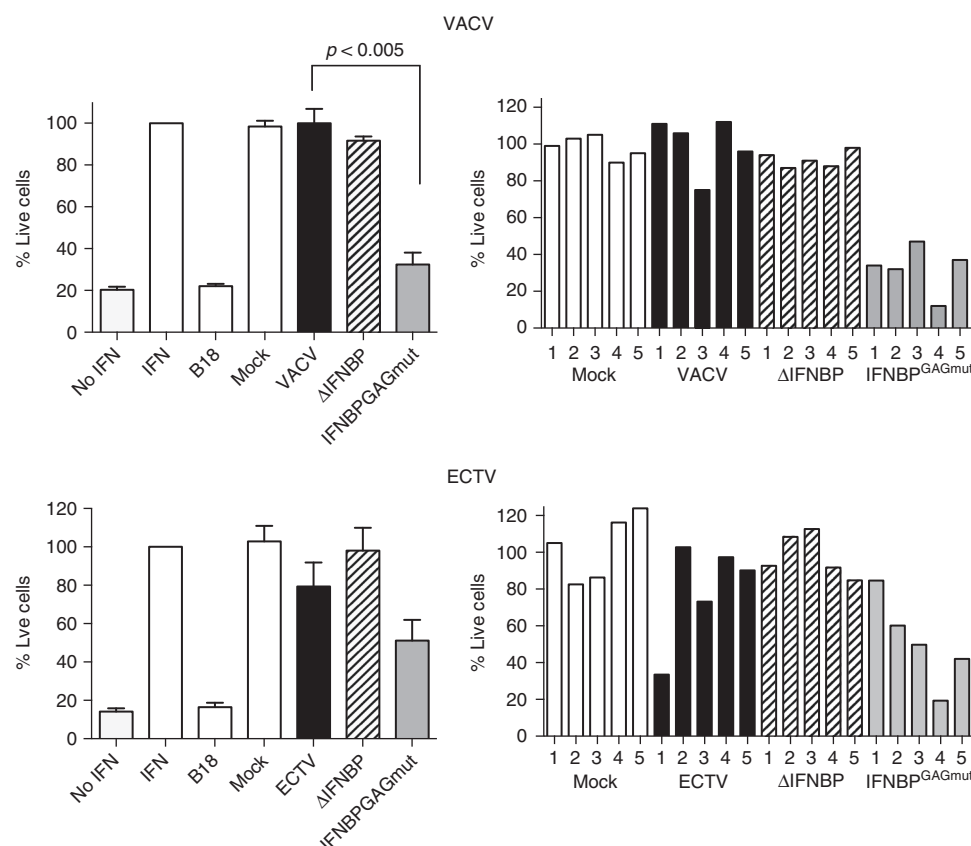 VACV
p < 0.005
% Live cells
100
80
60
40
20
0
No IFN
IFN
B18
Mock
VACV
ΔIFNBP
IFNBPGAGmut
% Live cells
120
100
80
60
40
20
0
1 2 3 4 5 1 2 3 4 5 1 2 3 4 5 1 2 3 4 5
Mock VACV ΔIFNBP IFNBPGAGmut
ECTV
% Lve cells
120
100
80
60
40
20
0
No IFN
IFN
B18
Mock
ECTV
ΔIFNBP
IFNBPGAGmut
% Live cells
120
100
80
60
40
20
0
1 2 3 4 5 1 2 3 4 5 1 2 3 4 5 1 2 3 4 5
Mock ECTV ΔIFNBP IFNBPGAGmut